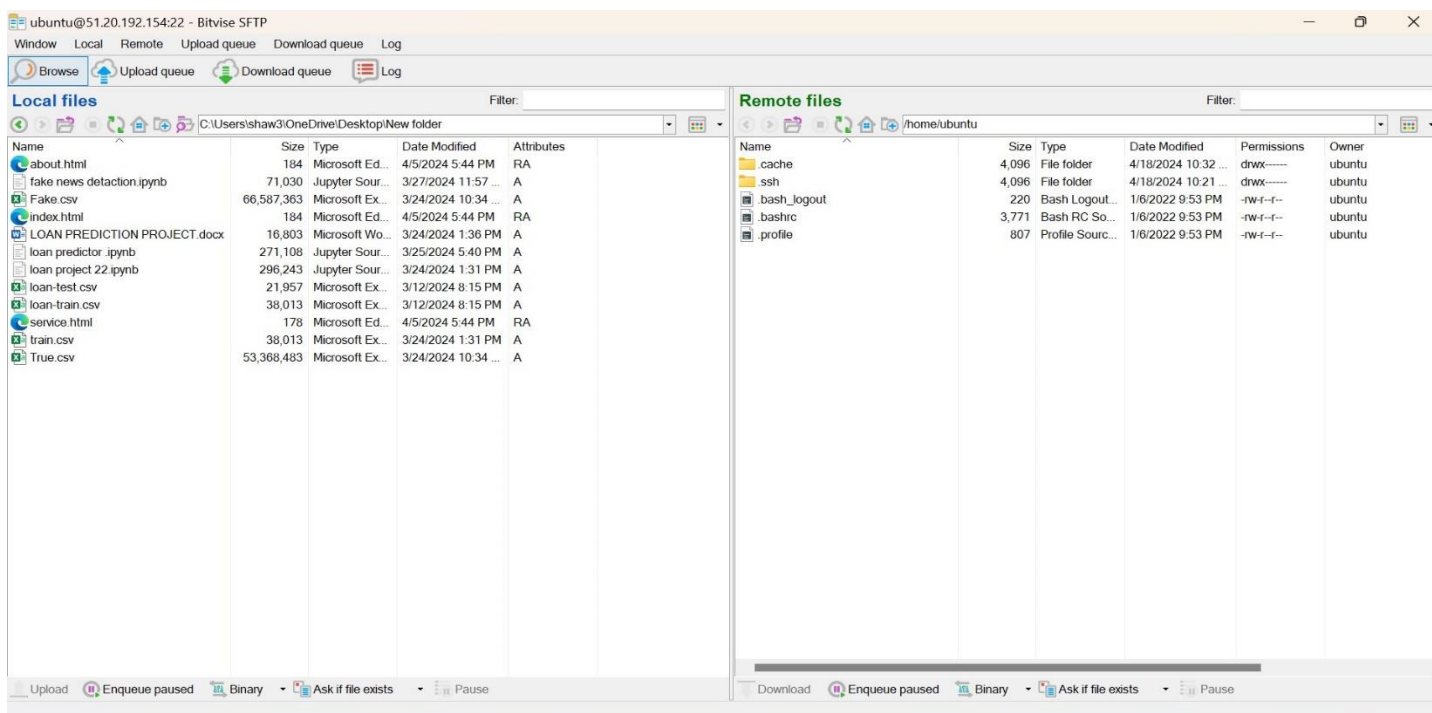 ubuntu@51.20.192.154:22 - Bitvise SFTP
Window Local Remote Upload queue Download queue Log
Browse Upload queue Download queue Log
Local files Filter:
C:\Users\shaw3\OneDrive\Desktop\New folder
Name Size Type Date Modified Attributes
about.html 184 Microsoft Ed... 4/5/2024 5:44 PM RA
fake news detaction.ipynb 71,030 Jupyter Sour... 3/27/2024 11:57 ... A
Fake.csv 66,587,363 Microsoft Ex... 3/24/2024 10:34 ... A
index.html 184 Microsoft Ed... 4/5/2024 5:44 PM RA
LOAN PREDICTION PROJECT.docx 16,803 Microsoft Wo... 3/24/2024 1:36 PM A
loan predictor .ipynb 271,108 Jupyter Sour... 3/25/2024 5:40 PM A
loan project 22.ipynb 296,243 Jupyter Sour... 3/24/2024 1:31 PM A
loan-test.csv 21,957 Microsoft Ex... 3/12/2024 8:15 PM A
loan-train.csv 38,013 Microsoft Ex... 3/12/2024 8:15 PM A
service.html 178 Microsoft Ed... 4/5/2024 5:44 PM RA
train.csv 38,013 Microsoft Ex... 3/24/2024 1:31 PM A
True.csv 53,368,483 Microsoft Ex... 3/24/2024 10:34 ... A
Upload Enqueue paused Binary Ask if file exists Pause
Remote files Filter:
/home/ubuntu
Name Size Type Date Modified Permissions Owner
.cache 4,096 File folder 4/18/2024 10:32 ... drwx------ ubuntu
.ssh 4,096 File folder 4/18/2024 10:21 ... drwx------ ubuntu
.bash_logout 220 Bash Logout... 1/6/2022 9:53 PM -rw-r--r-- ubuntu
.bashrc 3,771 Bash RC So... 1/6/2022 9:53 PM -rw-r--r-- ubuntu
.profile 807 Profile Sourc... 1/6/2022 9:53 PM -rw-r--r-- ubuntu
Download Enqueue paused Binary Ask if file exists Pause